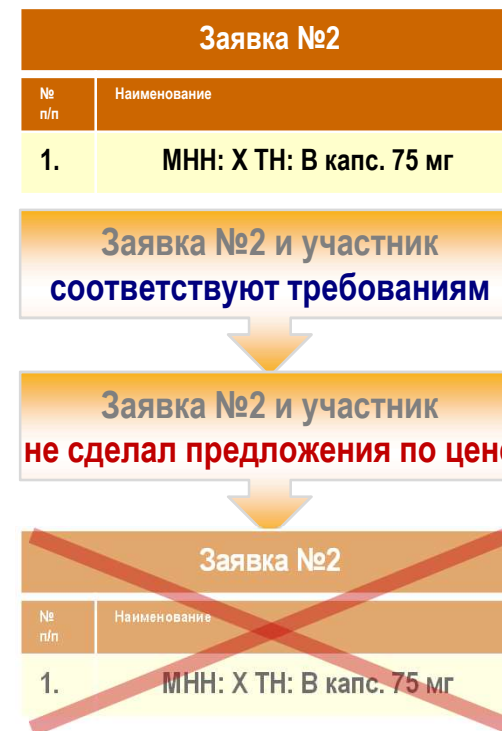 Заявка №2
№ Наименование
п/п
1. МНН: X ТН: В капс. 75 мг
Заявка №2 и участник
соответствуют требованиям
Заявка №2 и участник
не сделал предложения по цене
Заявка №2
№ Наименование
п/п
1. МНН: X ТН: В капс. 75 мг